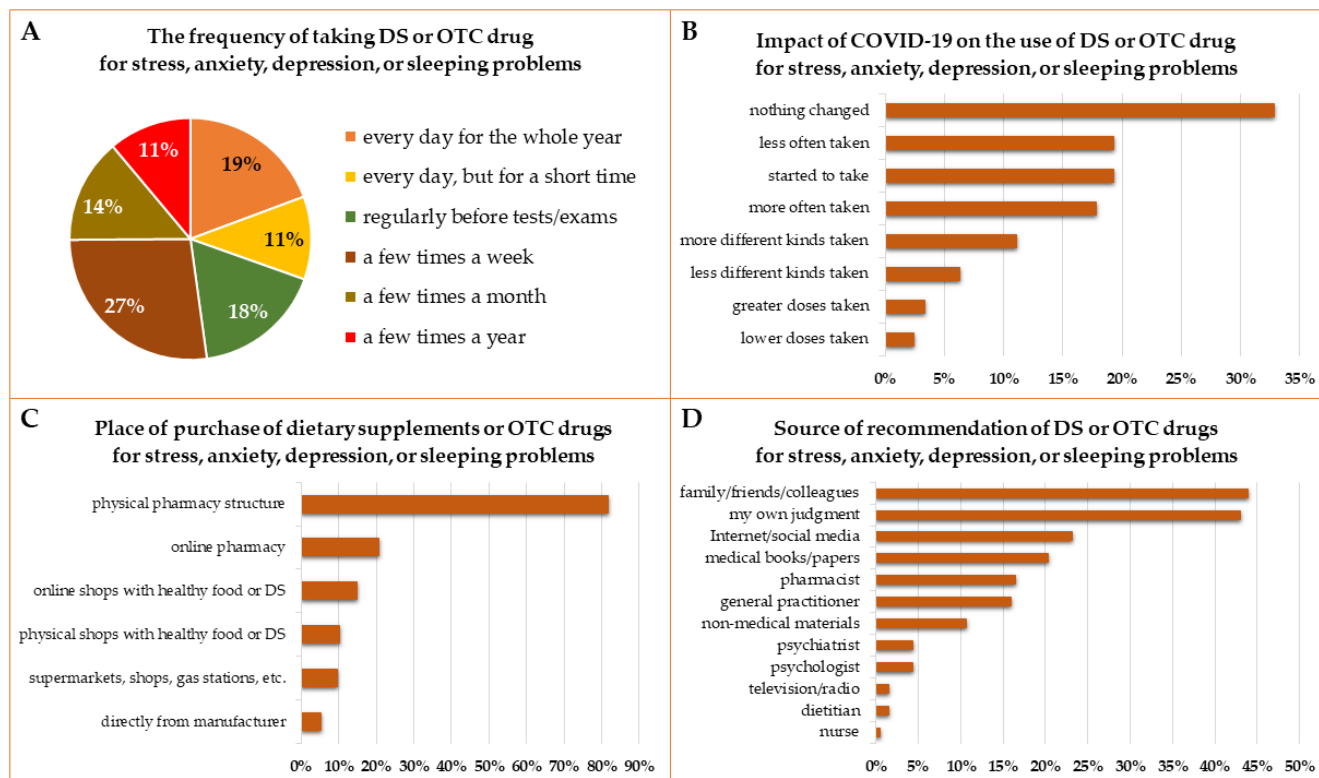 A
The frequency of taking DS or OTC drug
for stress, anxiety, depression, or sleeping problems
11%
19%
14%
11%
27%
18%
every day for the whole year
every day, but for a short time
regularly before tests/exams
a few times a week
a few times a month
a few times a year
B
Impact of COVID-19 on the use of DS or OTC drug
for stress, anxiety, depression, or sleeping problems
nothing changed
less often taken
started to take
more often taken
more different kinds taken
less different kinds taken
greater doses taken
lower doses taken
0% 5% 10% 15% 20% 25% 30% 35%
C
Place of purchase of dietary supplements or OTC drugs
for stress, anxiety, depression, or sleeping problems
physical pharmacy structure
online pharmacy
online shops with healthy food or DS
physical shops with healthy food or DS
supermarkets, shops, gas stations, etc.
directly from manufacturer
0% 10% 20% 30% 40% 50% 60% 70% 80% 90%
D
Source of recommendation of DS or OTC drugs
for stress, anxiety, depression, or sleeping problems
family/friends/colleagues
my own judgment
Internet/social media
medical books/papers
pharmacist
general practitioner
non-medical materials
psychiatrist
psychologist
television/radio
dietitian
nurse
0% 5% 10% 15% 20% 25% 30% 35% 40% 45% 50%